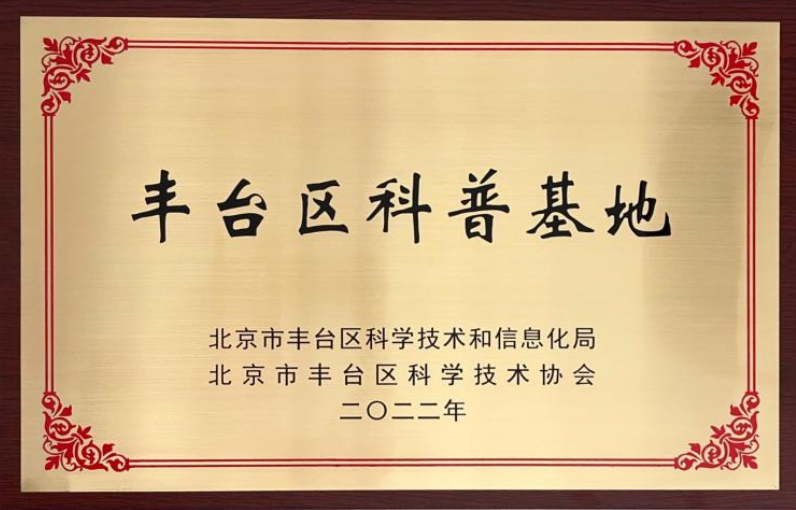 丰台区科普基地
北京市丰台区科学技术和信息化局
北京市丰台区科学技术协会
二〇二二年